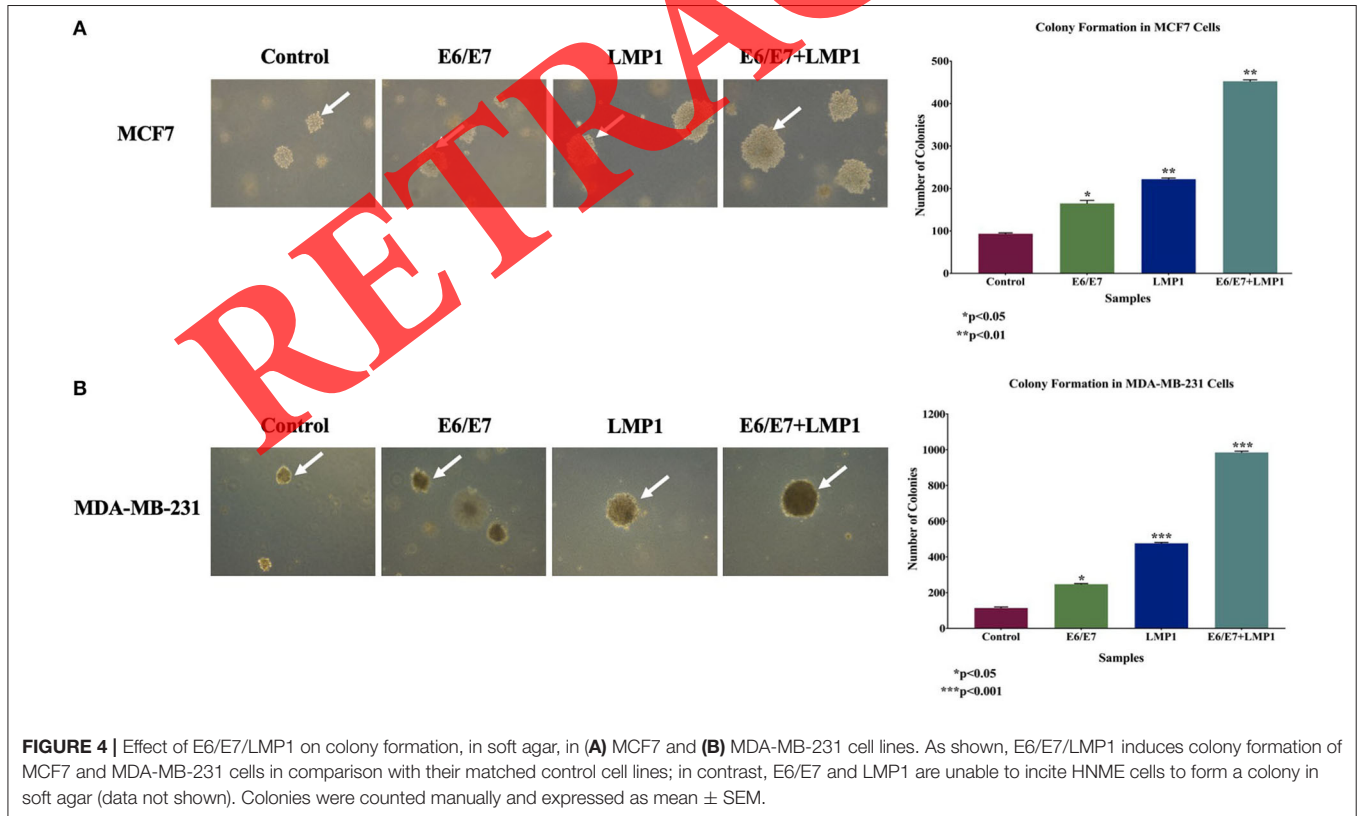 A
Control E6/E7 LMP1 E6/E7+LMP1
MCF7
Colony Formation in MCF7 Cells
Number of Colonies
500
400
300
200
100
0
** 
**
*
Control E6/E7 LMP1 E6/E7+LMP1
Samples
*p<0.05
**p<0.01
B
Control E6/E7 LMP1 E6/E7+LMP1
MDA-MB-231
Colony Formation in MDA-MB-231 Cells
Number of Colonies
1200
1000
800
600
400
200
0
***
***
*
Control E6/E7 LMP1 E6/E7+LMP1
Samples
*p<0.05
***p<0.001
RETRAC
FIGURE 4 | Effect of E6/E7/LMP1 on colony formation, in soft agar, in (A) MCF7 and (B) MDA-MB-231 cell lines. As shown, E6/E7/LMP1 induces colony formation of
MCF7 and MDA-MB-231 cells in comparison with their matched control cell lines; in contrast, E6/E7 and LMP1 are unable to incite HNME cells to form a colony in
soft agar (data not shown). Colonies were counted manually and expressed as mean ± SEM.